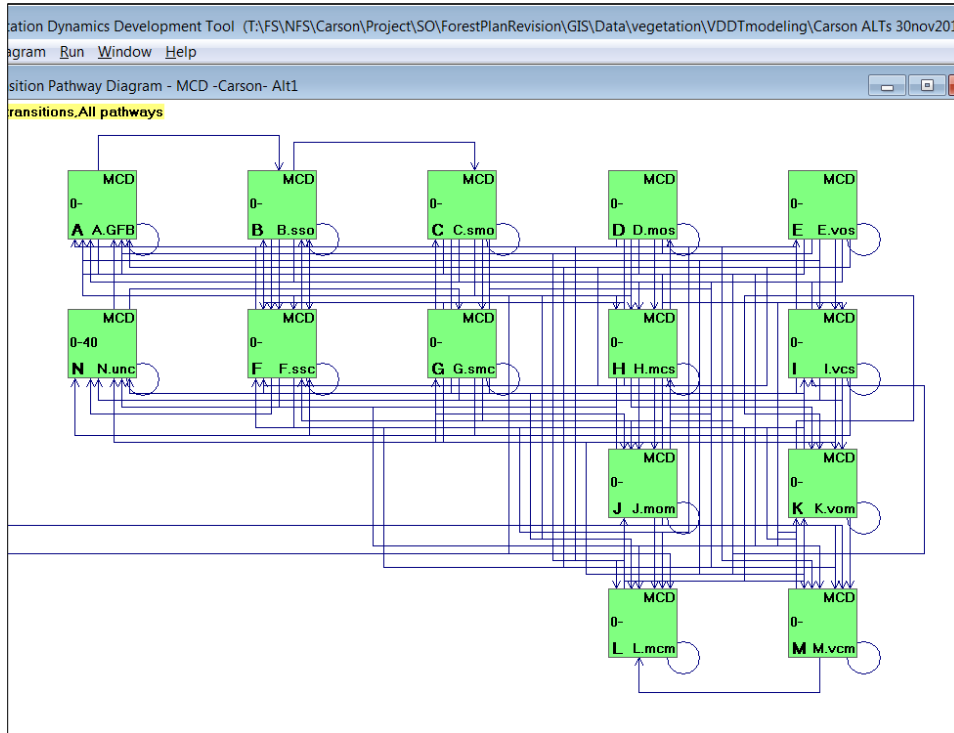 tation Dynamics Development Tool (T:\FS\NFS\Carson\Project\SO\ForestPlanRevision\GIS\Data\vegetation\VDDTmodeling\Carson ALTs 30nov201
agram Run Window Help
sition Pathway Diagram - MCD -Carson- Alt1
transitions,All pathways
MCD MCD MCD MCD MCD
0- 0- 0- 0- 0-
A A.GFB B B.sso C C.smo D D.mos E E.vos
MCD MCD MCD MCD MCD
0-40 0- 0- 0- 0-
N N.unc F F.ssc G G.smc H H.mcs I I.vcs
MCD MCD
0- 0-
J J.mom K K.vom
MCD MCD
0- 0-
L L.mcm M M.vcm